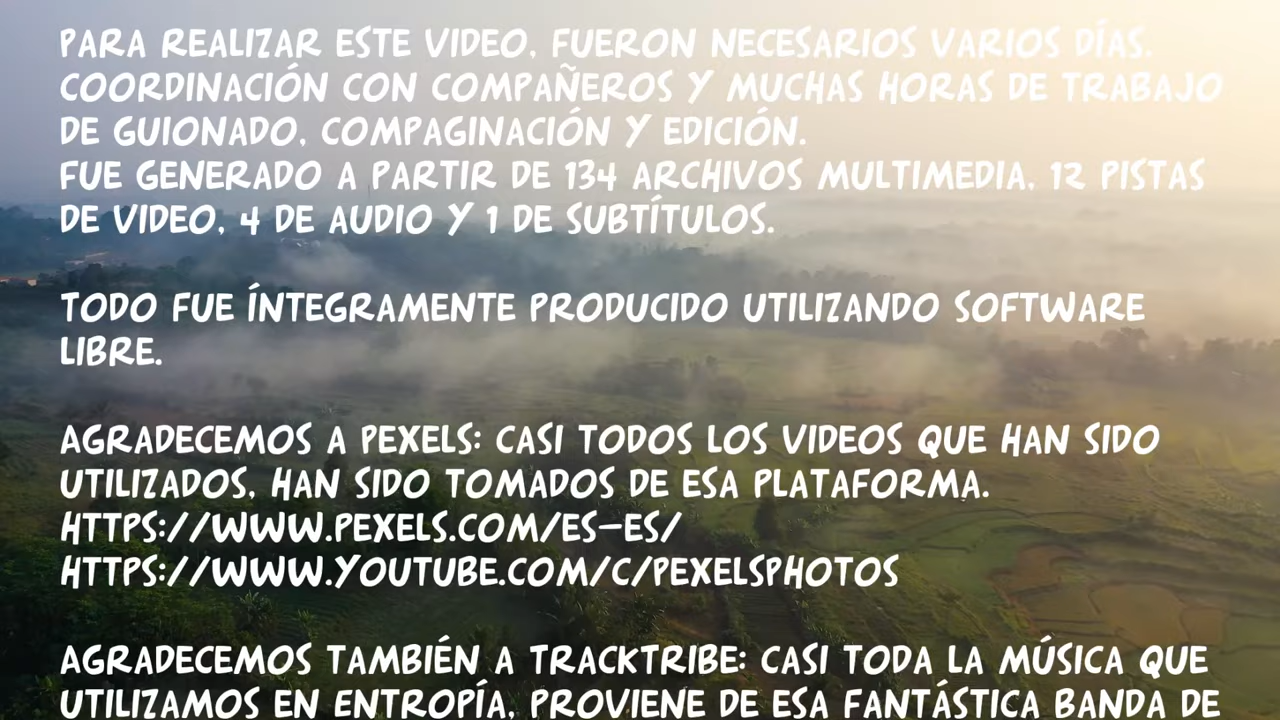 PARA REALIZAR ESTE VIDEO, FUERON NECESARIOS VARIOS DÍAS.
COORDINACIÓN CON COMPAÑEROS Y MUCHAS HORAS DE TRABAJO
DE GUIONADO, COMPAGINACIÓN Y EDICIÓN.
FUE GENERADO A PARTIR DE 134 ARCHIVOS MULTIMEDIA, 12 PISTAS
DE VIDEO, 4 DE AUDIO Y 1 DE SUBTÍTULOS.
TODO FUE ÍNTEGRAMENTE PRODUCIDO UTILIZANDO SOFTWARE
LIBRE.
AGRADECEMOS A PEXELS: CASI TODOS LOS VIDEOS QUE HAN SIDO
UTILIZADOS, HAN SIDO TOMADOS DE ESA PLATAFORMA.
HTTPS://WWW.PEXELS.COM/ES-ES/
HTTPS://WWW.YOUTUBE.COM/C/PEXELSPHOTOS
AGRADECEMOS TAMBIÉN A TRACKTRIBE: CASI TODA LA MÚSICA QUE
UTILIZAMOS EN ENTROPÍA, PROVIENE DE ESA FANTÁSTICA BANDA DE